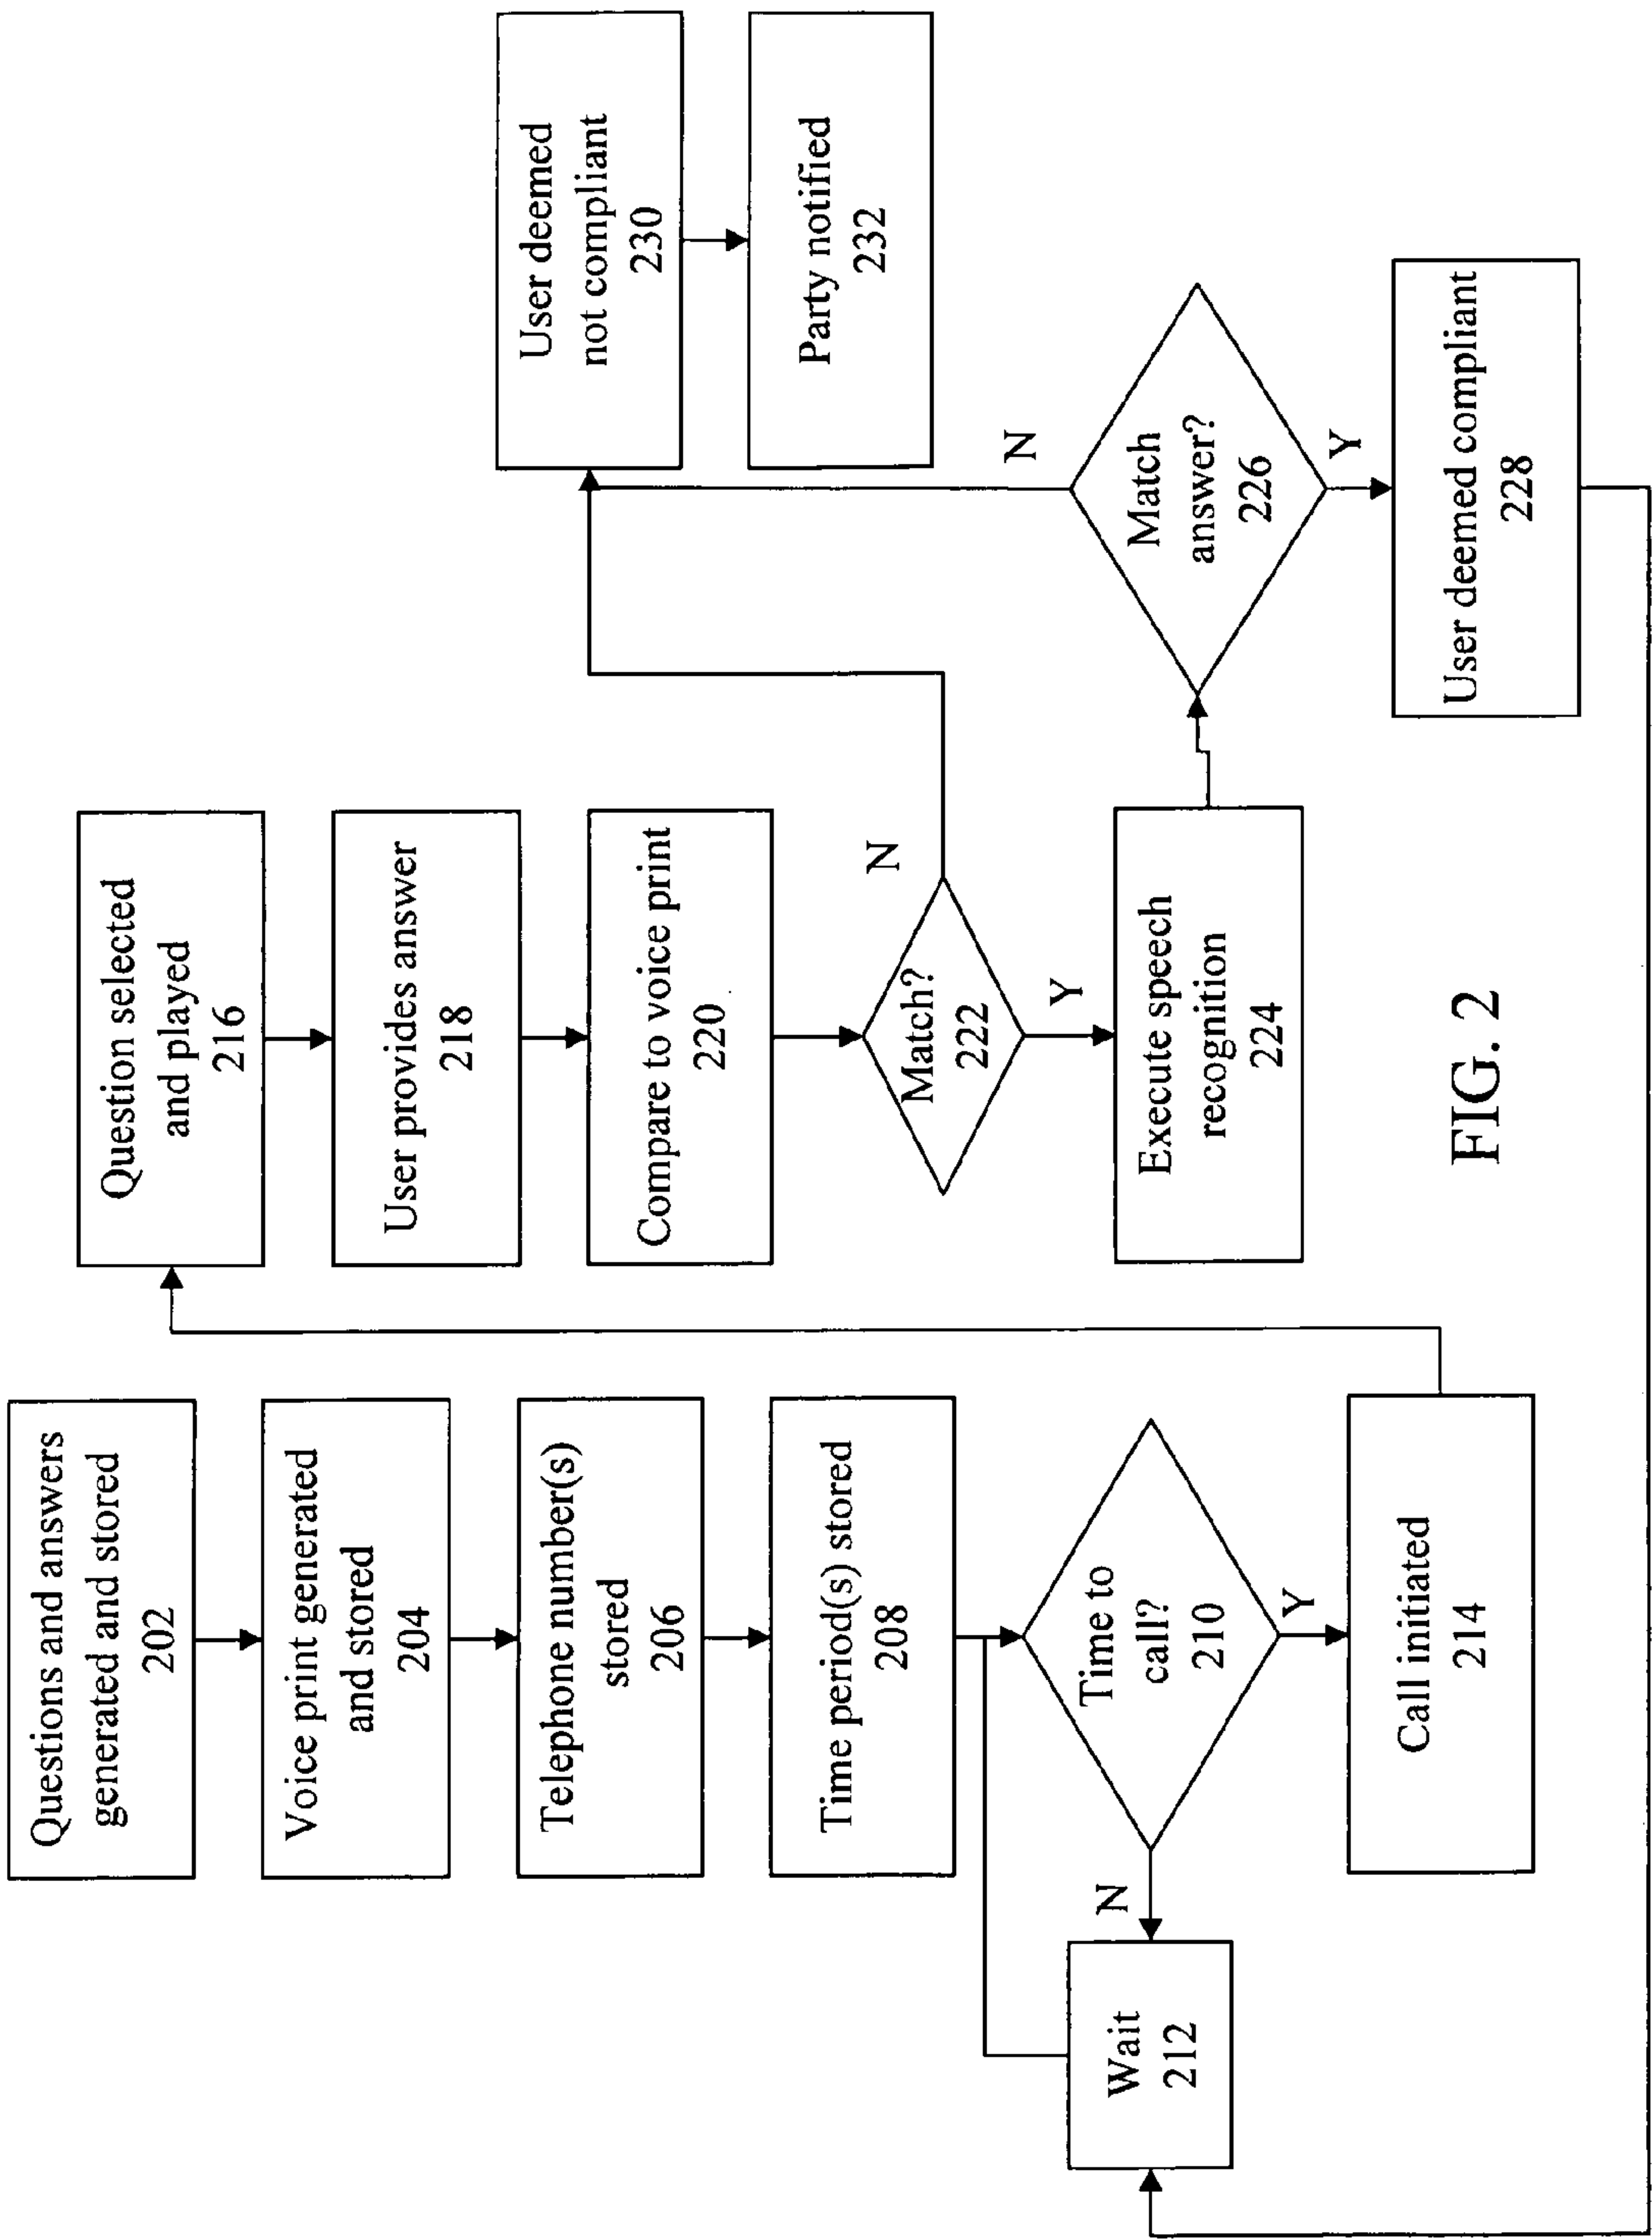 Questions and answers
generated and stored
202
Voice print generated
and stored
204
Telephone number(s)
stored
206
Time period(s) stored
208
Time to
call?
210
N
Y
Wait
212
Call initiated
214
Question selected
and played
216
User provides answer
218
Compare to voice print
220
Match?
222
N
Y
Execute speech
recognition
224
Match
answer?
226
N
Y
User deemed compliant
228
User deemed
not compliant
230
Party notified
232
FIG. 2